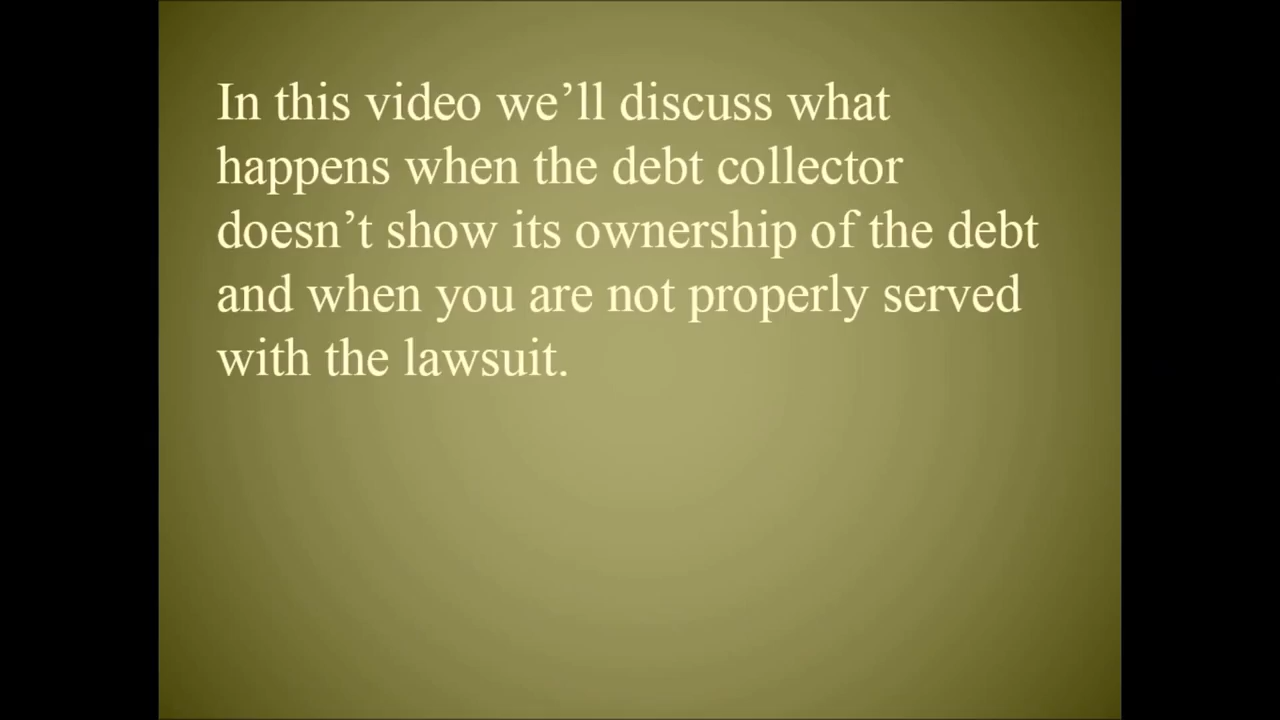 In this video we’ll discuss what
happens when the debt collector
doesn’t show its ownership of the debt
and when you are not properly served
with the lawsuit.